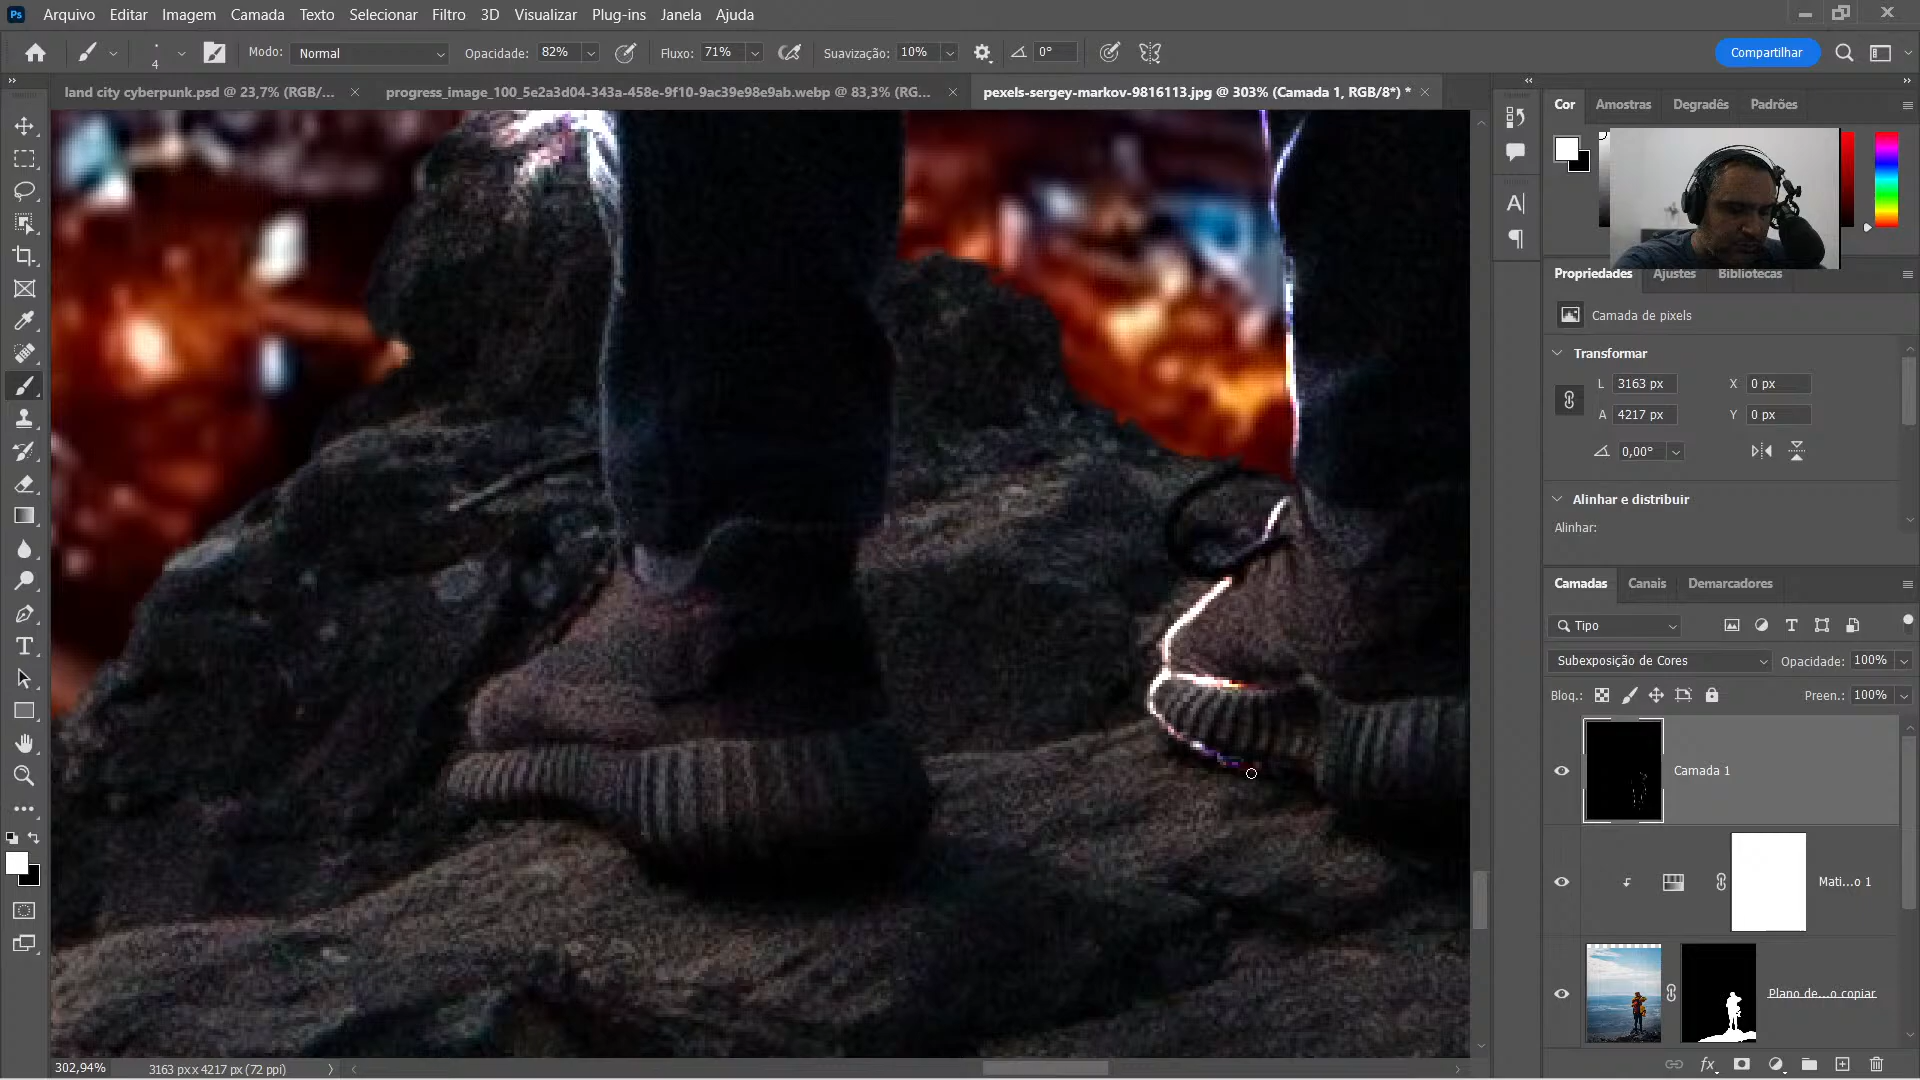 Ps Arquivo Editar Imagem Camada Texto Selecionar Filtro 3D Visualizar Plug-ins Janela Ajuda
4 Modo: Normal Opacidade: 82% Fluxo: 71% Suavização: 10% 0° Compartilhar
land city cyberpunk.psd @ 23,7% (RGB/... progress_image_100_5e2a3d04-343a-458e-9f10-9ac39e98e9ab.webp @ 83,3% (RG... pexels-sergey-markov-9816113.jpg @ 303% (Camada 1, RGB/8*) *
Cor Amostras Degradês Padrões
Propriedades Ajustes Bibliotecas
Camada de pixels
Transformar
L 3163 px X 0 px
A 4217 px Y 0 px
0,00°
Alinhar e distribuir
Alinhar:
Camadas Canais Demarcadores
Tipo
Subexposição de Cores Opacidade: 100%
Bloq.: Preen.: 100%
Camada 1
Mati...o 1
Plano de...o copiar
302,94% 3163 px x 4217 px (72 ppi)